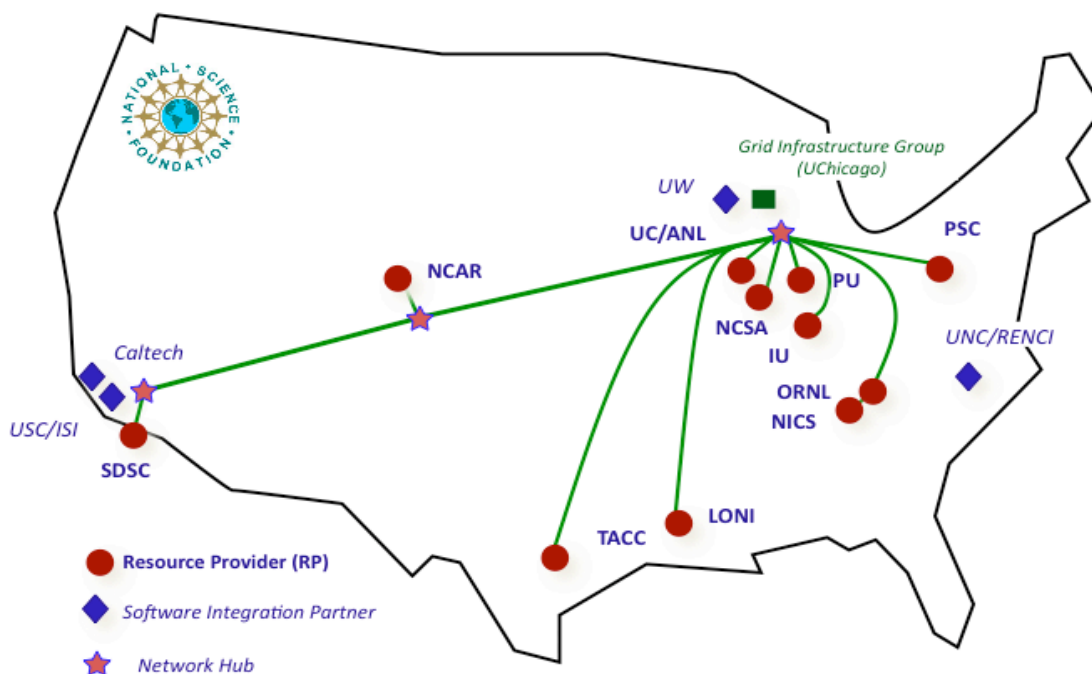 NATIONAL • SCIENCE
FOUNDATION
Grid Infrastructure Group
(UChicago)
UW
UC/ANL
PSC
NCAR
PU
NCSA
IU
UNC/RENCI
Caltech
ORNL
NICS
USC/ISI
SDSC
LONI
TACC
Resource Provider (RP)
Software Integration Partner
Network Hub